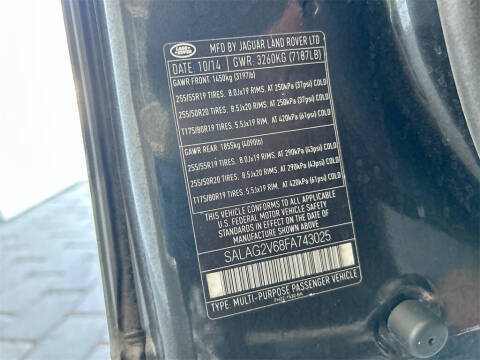 LAND ROVER
MFD BY JAGUAR LAND ROVER LTD
DATE: 10/14 GWR: 3260KG (7187LB)
GAWR FRONT 1450kg (3197lb)
255/55R19 TIRES. 8.0Jx19 RIMS. AT 250kPa (37psi) COLD
255/50R20 TIRES. 8.5Jx20 RIMS. AT 250kPa (37psi) COLD
T175/80R19 TIRES. 5.5Jx19 RIM. AT 420kPa (61psi) COLD
GAWR REAR. 1855kg (4090lb)
255/55R19 TIRES. 8.0Jx19 RIMS. AT 290kPa (43psi) COLD
255/50R20 TIRES. 8.5Jx20 RIMS. AT 290kPa (43psi) COLD
T175/80R19 TIRES. 5.5Jx19 RIM. AT 420kPa (61psi) COLD
THIS VEHICLE CONFORMS TO ALL APPLICABLE
U.S. FEDERAL MOTOR VEHICLE SAFETY STANDARDS
IN EFFECT ON THE DATE OF MANUFACTURE SHOWN ABOVE
SALAG2V68FA743025
TYPE: MULTI-PURPOSE PASSENGER VEHICLE